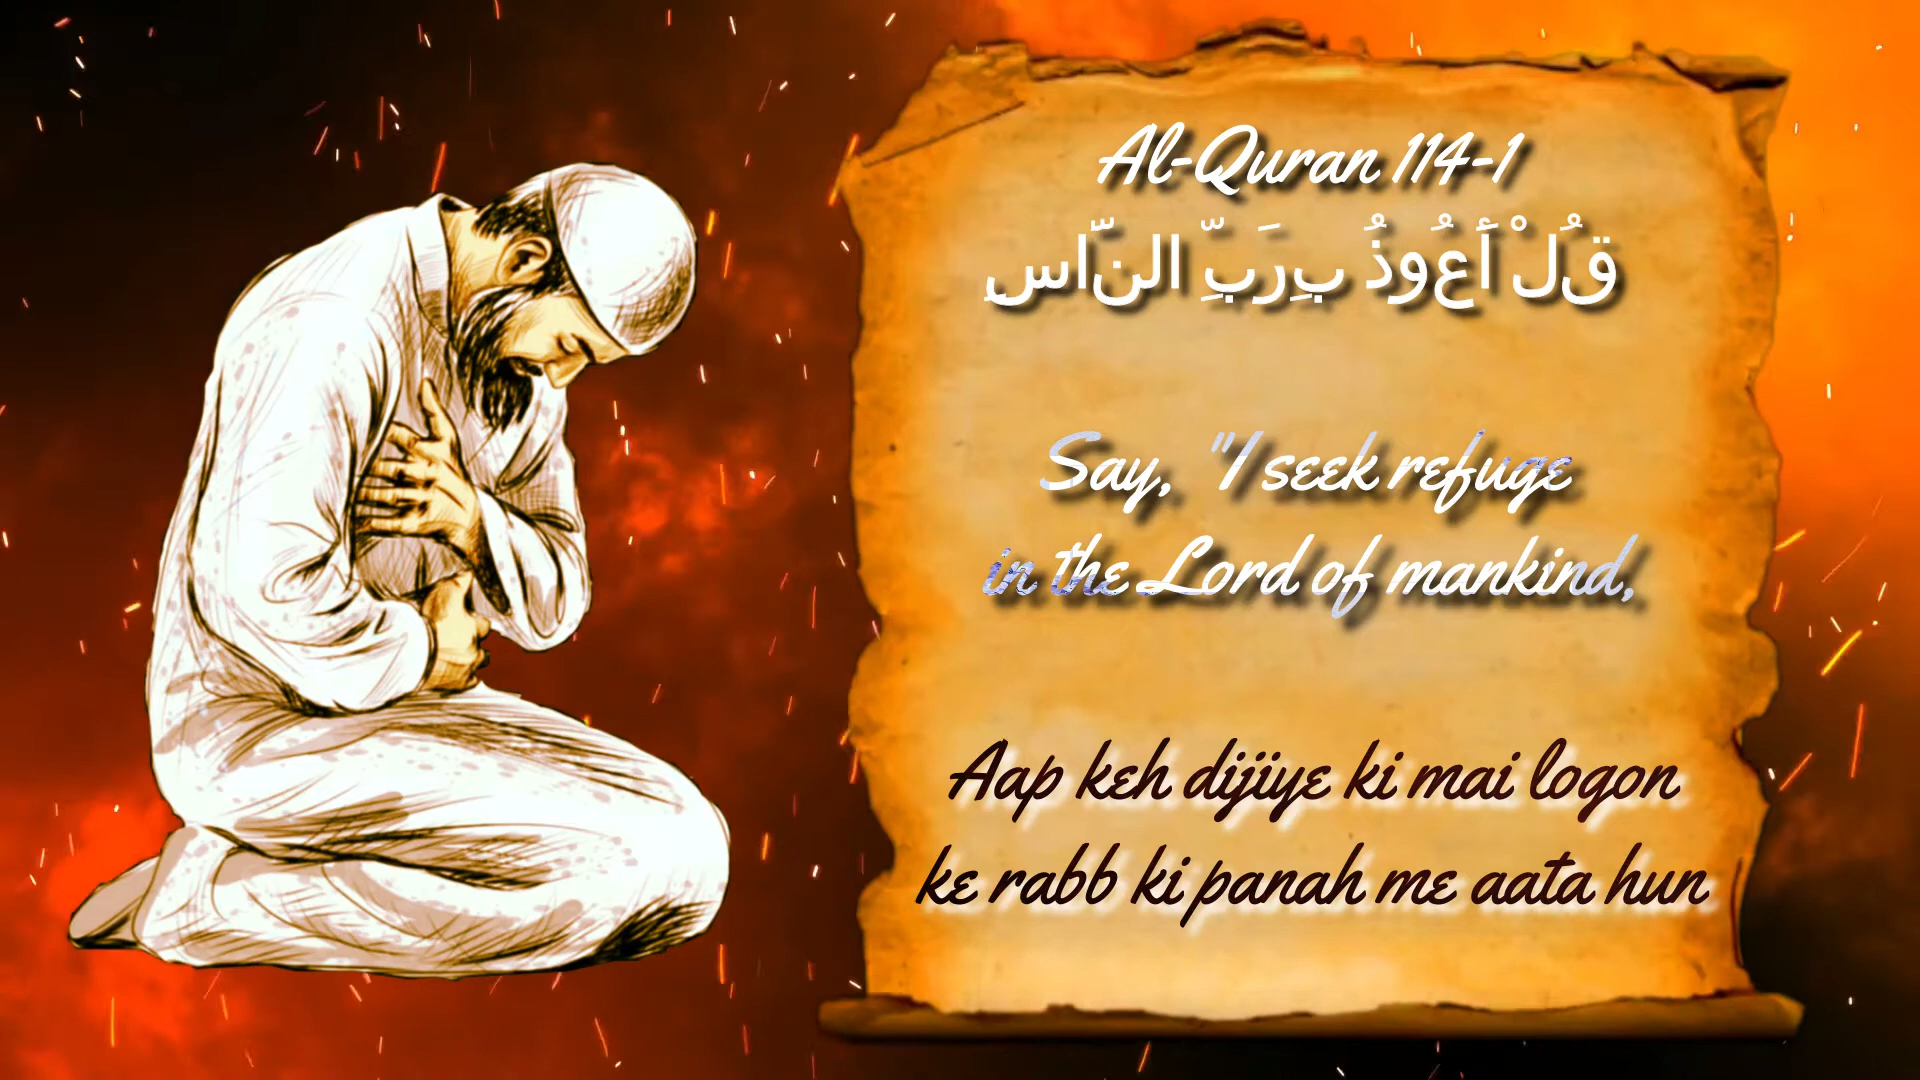 Al-Quran 114-1
قُلْ أَعُوذُ بِرَبِّ النَّاسِ
Say, "I seek refuge
in the Lord of mankind,
Aap keh dijiye ki mai logon
ke rabb ki panah me aata hun